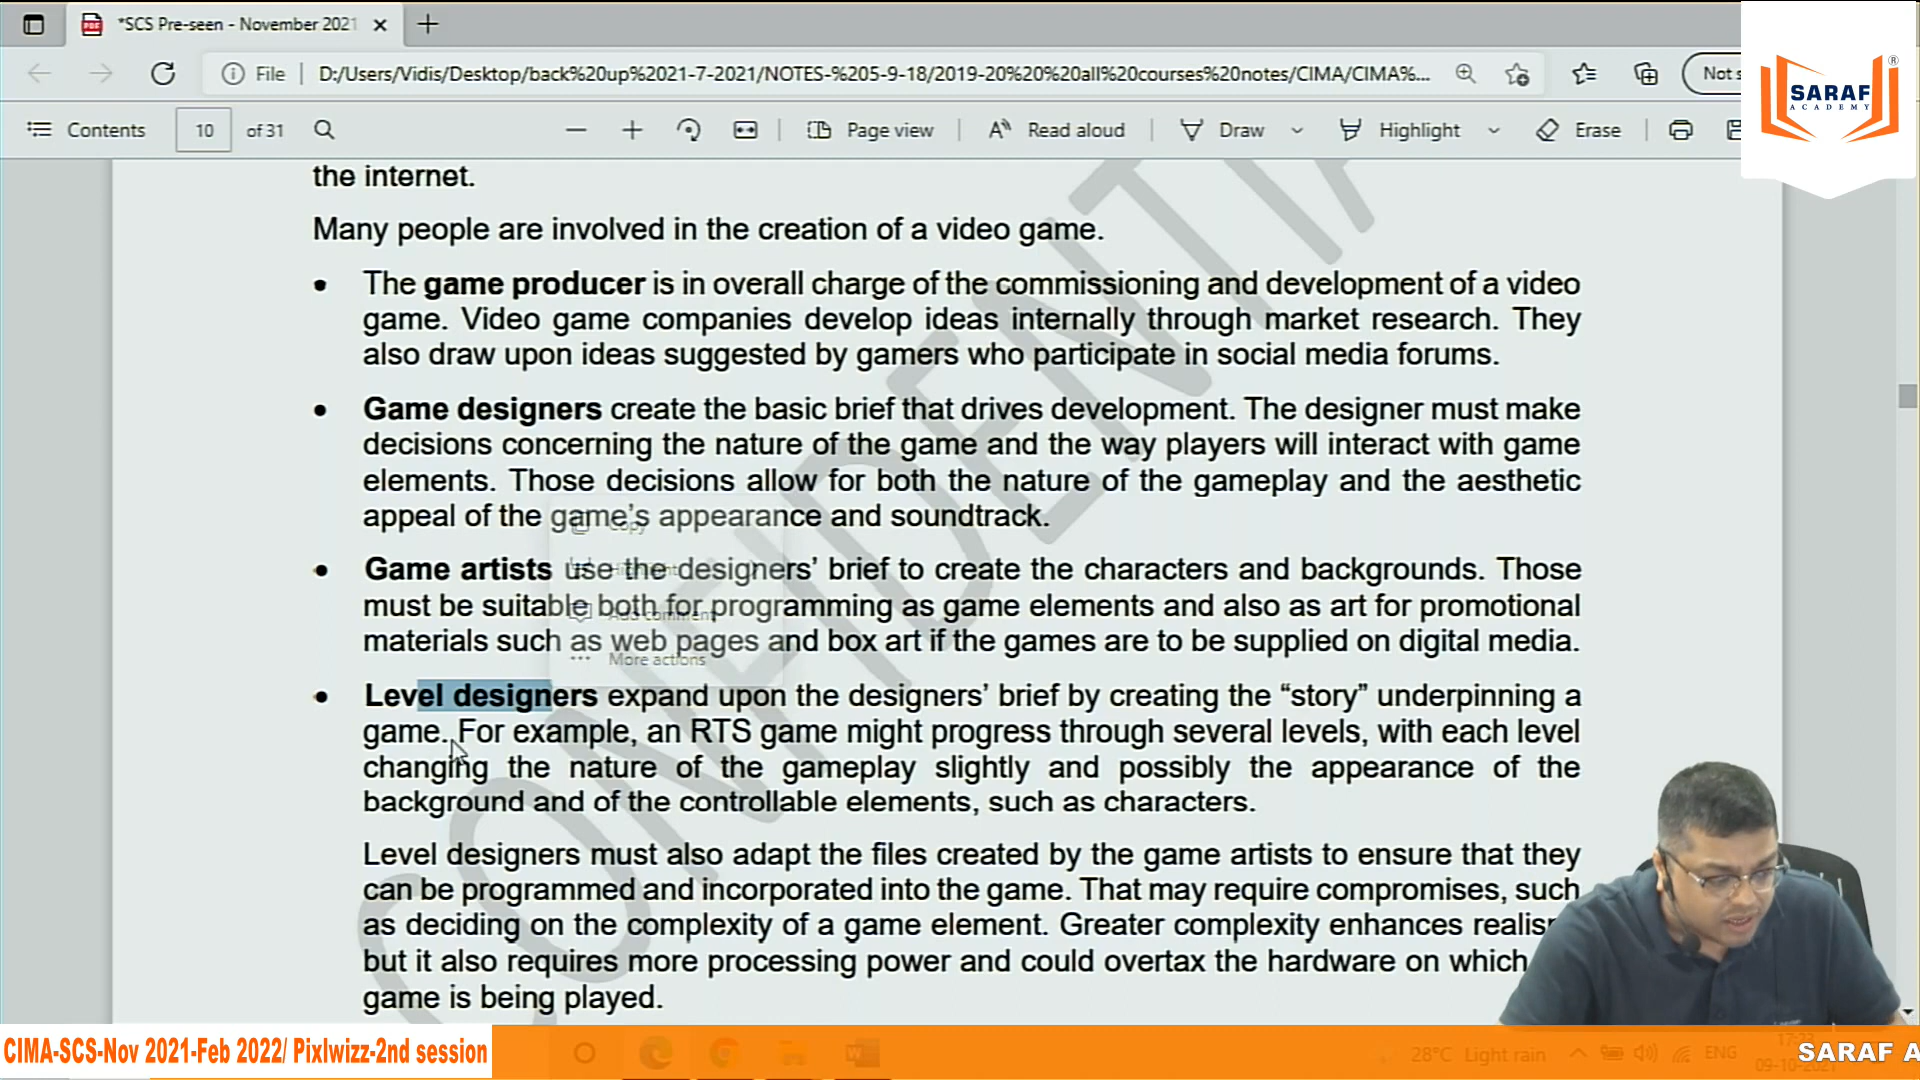 *SCS Pre-seen - November 2021
File
D:/Users/Vidis/Desktop/back%20up%2021-7-2021/NOTES-%205-9-18/2019-20%20%20all%20courses%20notes/CIMA/CIMA%...
Not s
SARAF
ACADEMY
®
Contents
10
of 31
Page view
Read aloud
Draw
Highlight
Erase
the internet.
Many people are involved in the creation of a video game.
• The game producer is in overall charge of the commissioning and development of a video
game. Video game companies develop ideas internally through market research. They
also draw upon ideas suggested by gamers who participate in social media forums.
• Game designers create the basic brief that drives development. The designer must make
decisions concerning the nature of the game and the way players will interact with game
elements. Those decisions allow for both the nature of the gameplay and the aesthetic
appeal of the game's appearance and soundtrack.
• Game artists use the designers' brief to create the characters and backgrounds. Those
must be suitable both for programming as game elements and also as art for promotional
materials such as web pages and box art if the games are to be supplied on digital media.
• Level designers expand upon the designers' brief by creating the "story" underpinning a
game. For example, an RTS game might progress through several levels, with each level
changing the nature of the gameplay slightly and possibly the appearance of the
background and of the controllable elements, such as characters.
Level designers must also adapt the files created by the game artists to ensure that they
can be programmed and incorporated into the game. That may require compromises, such
as deciding on the complexity of a game element. Greater complexity enhances realism
but it also requires more processing power and could overtax the hardware on which
game is being played.
Copy
Highlight
Add comment
More actions
CONFIDENTIA
CIMA-SCS-Nov 2021-Feb 2022/ Pixlwizz-2nd session
28°C Light rain
ENG
SARAF A